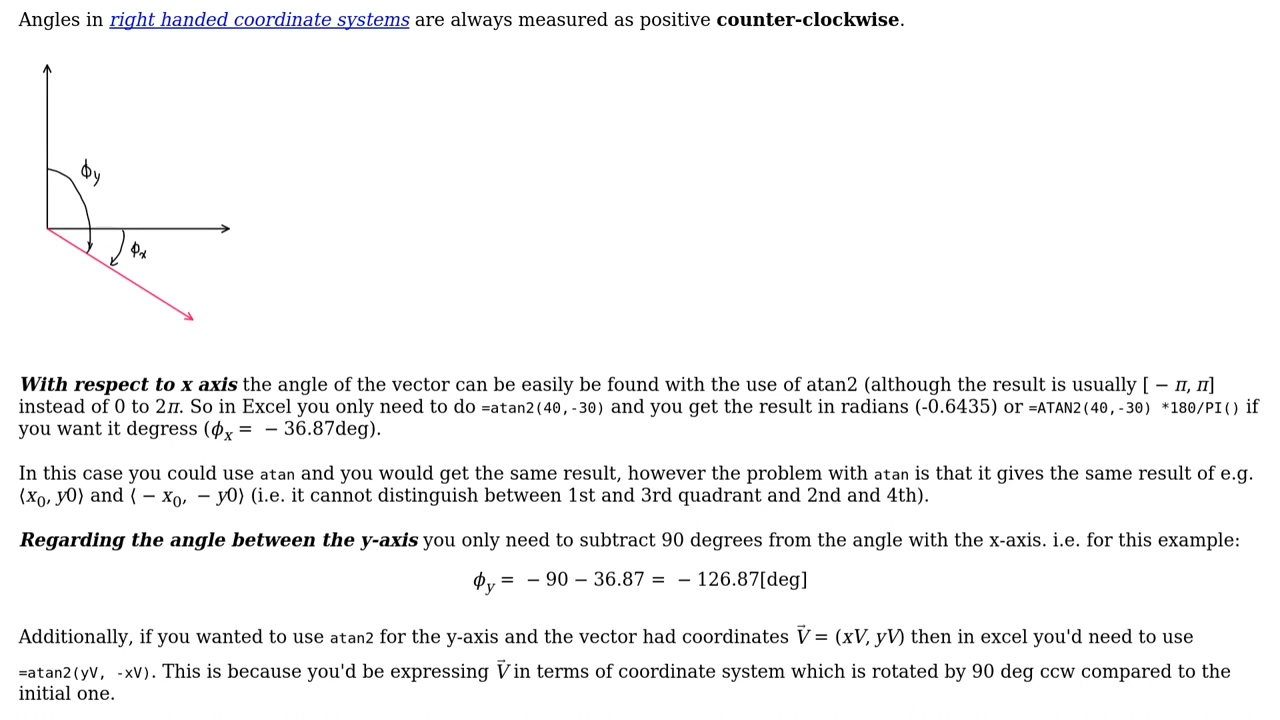 Angles in right handed coordinate systems are always measured as positive counter-clockwise.
ϕy
ϕx
With respect to x axis the angle of the vector can be easily be found with the use of atan2 (although the result is usually [ − π, π]
instead of 0 to 2π. So in Excel you only need to do =atan2(40,-30) and you get the result in radians (-0.6435) or =ATAN2(40,-30) *180/PI() if
you want it degress (ϕx = − 36.87deg).
In this case you could use atan and you would get the same result, however the problem with atan is that it gives the same result of e.g.
⟨x0, y0⟩ and ⟨ − x0, − y0⟩ (i.e. it cannot distinguish between 1st and 3rd quadrant and 2nd and 4th).
Regarding the angle between the y-axis you only need to subtract 90 degrees from the angle with the x-axis. i.e. for this example:
ϕy = − 90 − 36.87 = − 126.87[deg]
Additionally, if you wanted to use atan2 for the y-axis and the vector had coordinates V⃗ = (xV, yV) then in excel you'd need to use
=atan2(yV, -xV). This is because you'd be expressing V⃗ in terms of coordinate system which is rotated by 90 deg ccw compared to the
initial one.